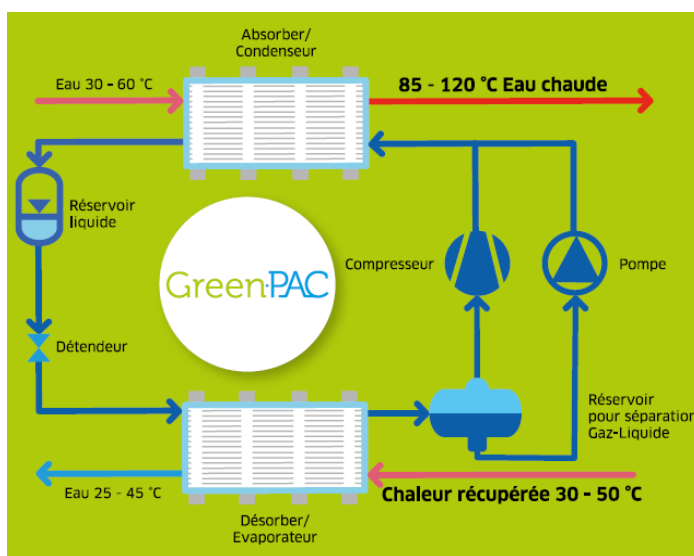 Absorber/
Condenseur
Eau 30 - 60 °C
85 - 120 °C Eau chaude
Réservoir
liquide
GreenPAC
Compresseur
Pompe
Détendeur
Réservoir
pour séparation
Gaz-Liquide
Eau 25 - 45 °C
Chaleur récupérée 30 - 50 °C
Désorber/
Evaporateur